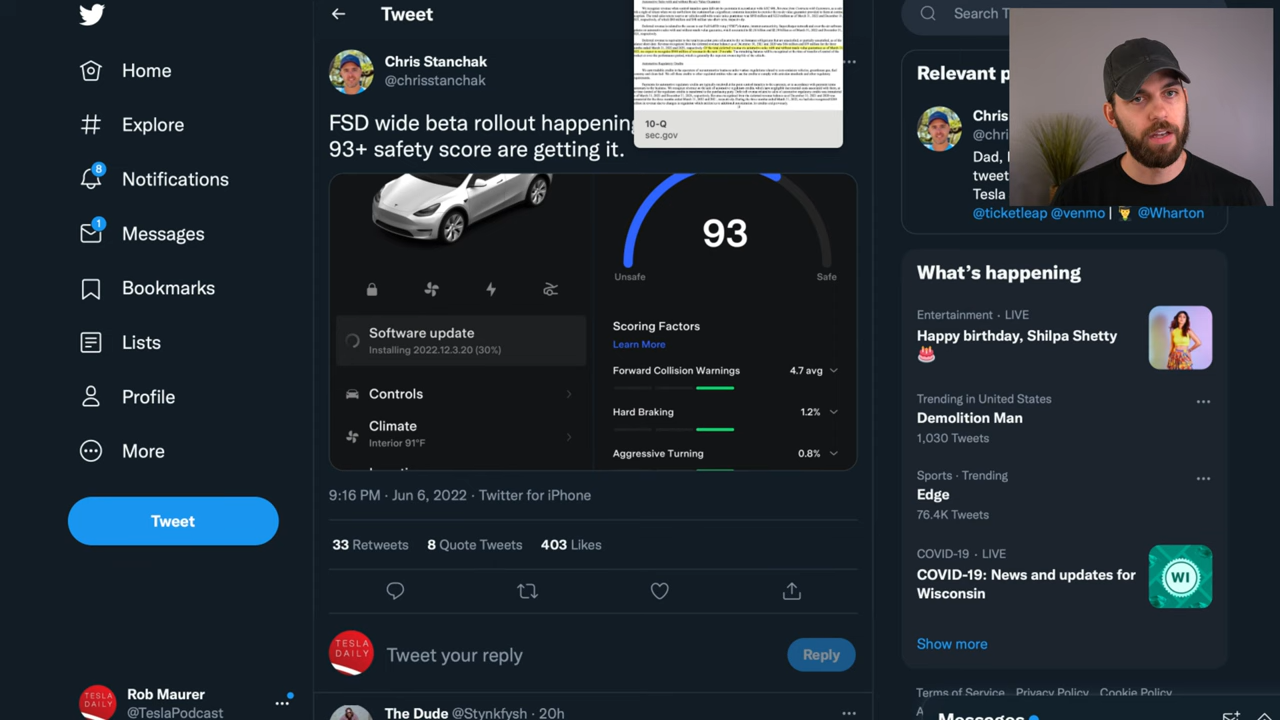 Home
Explore
8
Notifications
1
Messages
Bookmarks
Lists
Profile
More
Tweet
Rob Maurer
@TeslaPodcast
Chris Stanchak
FSD wide beta rollout happening
93+ safety score are getting it.
10-Q
sec.gov
93
Unsafe
Safe
Software update
Installing 2022.12.3.20 (30%)
Controls
Climate
Interior 91°F
Scoring Factors
Learn More
Forward Collision Warnings
4.7 avg
Hard Braking
1.2%
Aggressive Turning
0.8%
9:16 PM · Jun 6, 2022 · Twitter for iPhone
33 Retweets 8 Quote Tweets 403 Likes
TESLA
DAILY
Tweet your reply
Reply
The Dude @Stynkfysh · 20h
Search T
Relevant p
Chris
@chri
Dad,
tweet
Tesla
@ticketleap @venmo | @Wharton
What's happening
Entertainment · LIVE
Happy birthday, Shilpa Shetty
Trending in United States
Demolition Man
1,030 Tweets
Sports · Trending
Edge
76.4K Tweets
COVID-19 · LIVE
COVID-19: News and updates for
Wisconsin
WI
Show more
Terms of Service Privacy Policy Cookie Policy
Messages